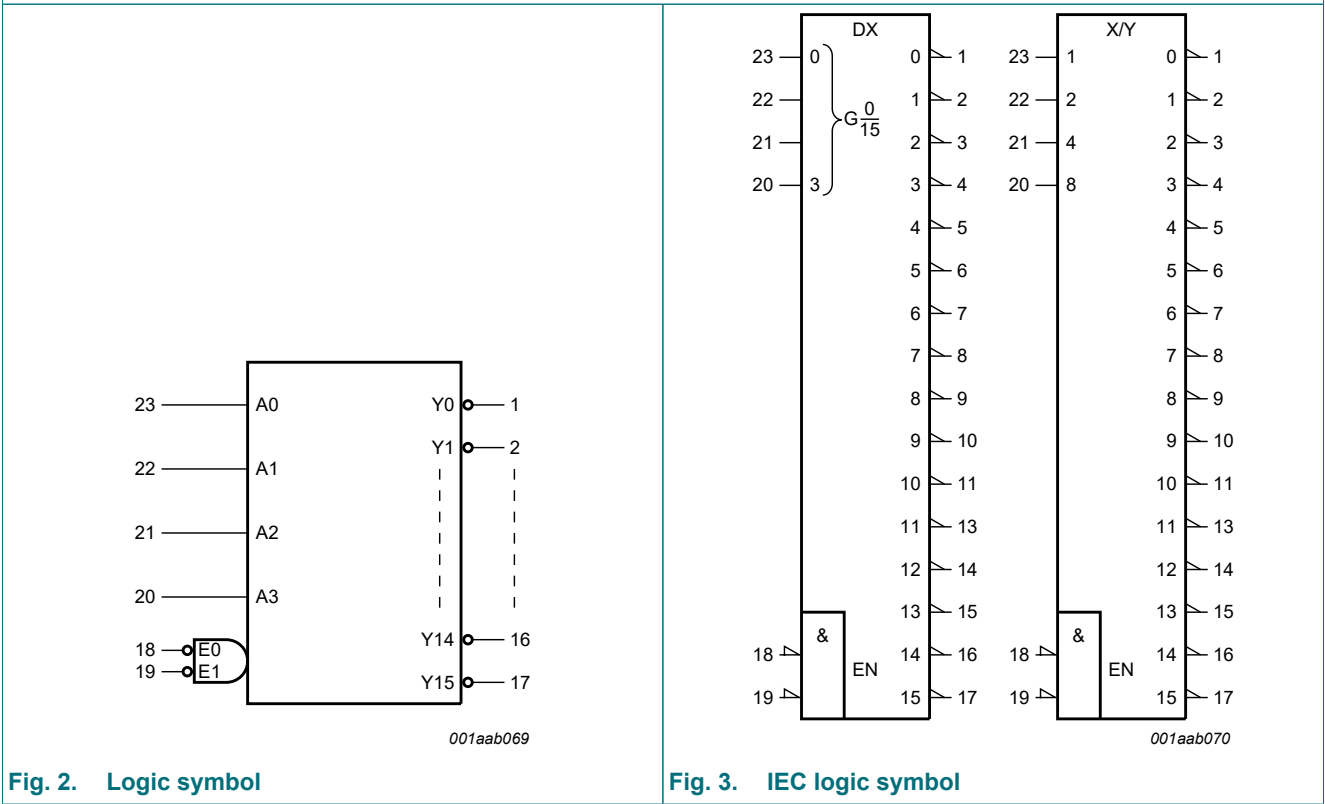 23 A0 Y0 1
Y1 2
22 A1
21 A2
20 A3
18 E0 Y14 16
19 E1
Y15 17
001aab069
Fig. 2. Logic symbol
DX
23 0 0 1
G 0/15
22 1 2
21 2 3
20 3 3 4
4 5
5 6
6 7
7 8
8 9
9 10
10 11
11 13
12 14
13 15
&
18 14 16
EN
19 15 17
X/Y
23 1 0 1
22 2 1 2
21 4 2 3
20 8 3 4
4 5
5 6
6 7
7 8
8 9
9 10
10 11
11 13
12 14
13 15
&
18 14 16
EN
19 15 17
001aab070
Fig. 3. IEC logic symbol